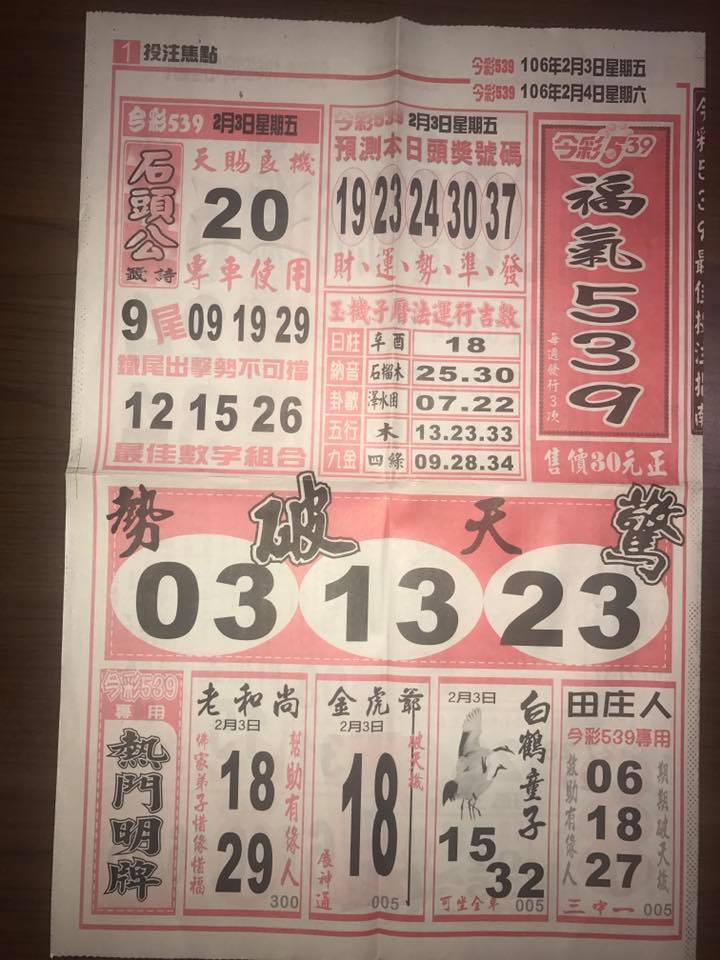 1 投注焦點
今彩539 106年2月3日星期五
今彩539 106年2月4日星期六
今彩539 2月3日星期五
石頭公
籤詩
天賜良機
20
專車使用
9尾 09 19 29
鐵尾出擊勢不可擋
12 15 26
最佳數字組合
今彩539 2月3日星期五
預測本日頭獎號碼
19 23 24 30 37
財、運、勢、準、發
玉機子曆法運行吉數
日柱 辛酉 18
納音 石榴木 25.30
卦數 澤水困 07.22
五行 木 13.23.33
九金 四綠 09.28.34
今彩539
福氣539
每週發行3次
售價30元正
今彩539最佳投注指南
勢破天驚
03 13 23
今彩539
專用
熱門明牌
老和尚
2月3日
佛家弟子惜緣惜福
18
29
幫助有緣人
300
金虎爺
2月3日
破天機
18
展神通
005
2月3日
白鶴童子
15
32
可坐全車 005
田庄人
今彩539專用
期期破天機
06
18
27
幫助有緣人
三中一 005